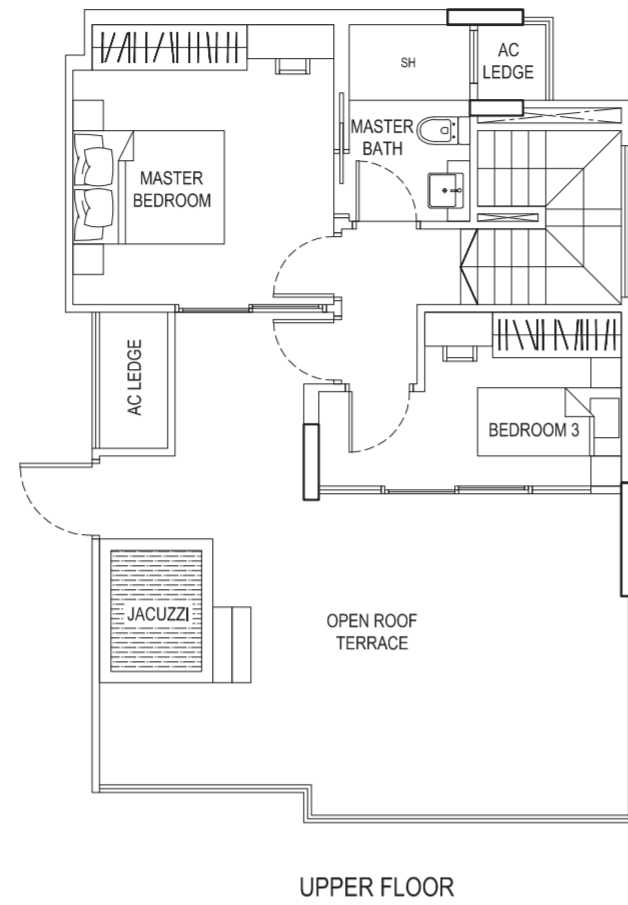 SH
AC
LEDGE
MASTER
BATH
MASTER
BEDROOM
AC LEDGE
BEDROOM 3
JACUZZI
OPEN ROOF
TERRACE
UPPER FLOOR